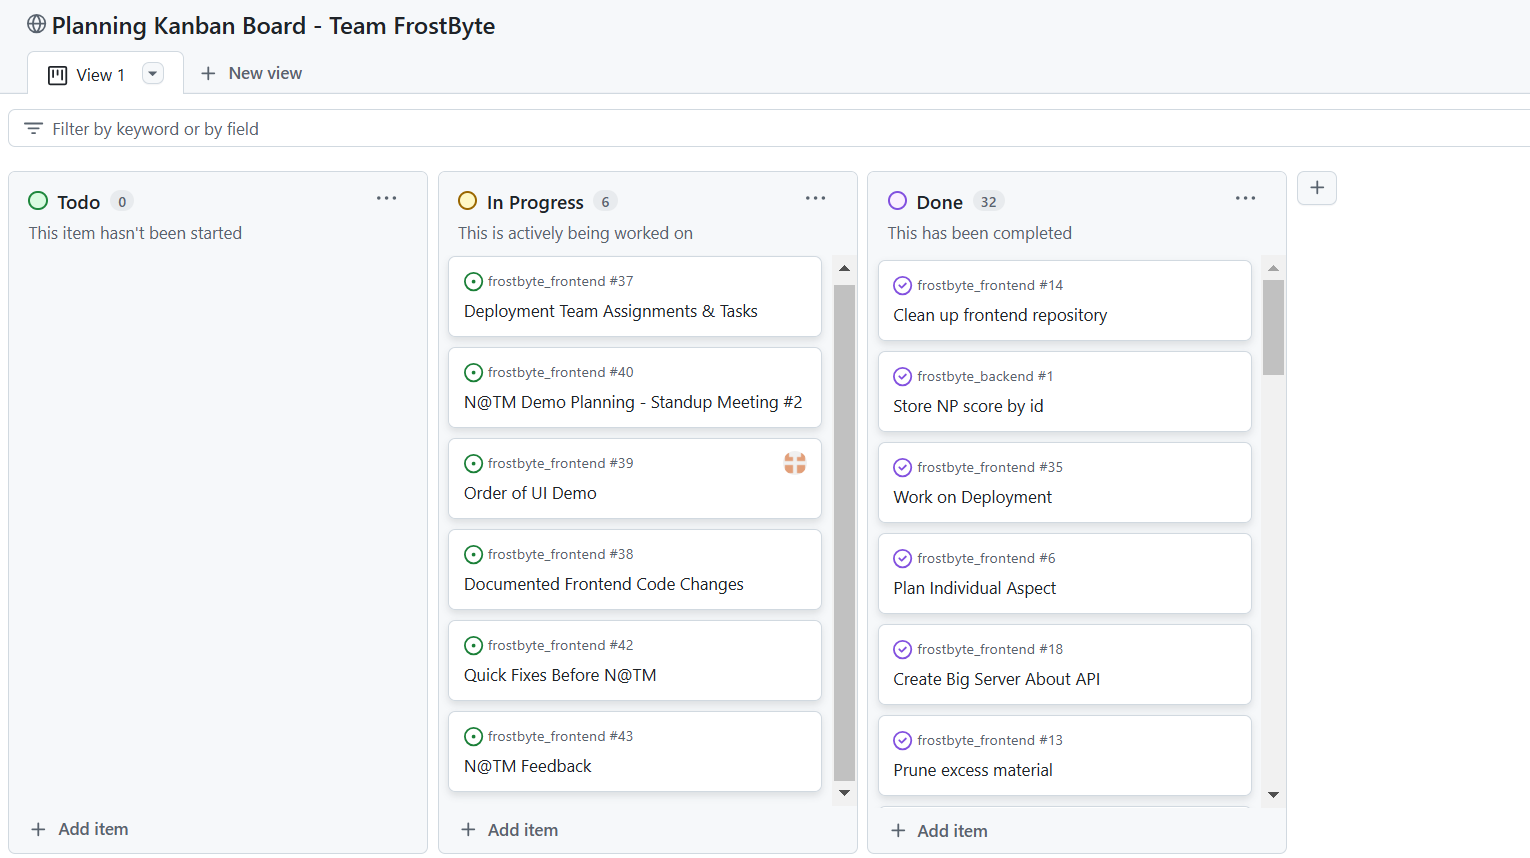 Planning Kanban Board - Team FrostByte
View 1
New view
Filter by keyword or by field
Todo 0
This item hasn't been started
Add item
In Progress 6
This is actively being worked on
frostbyte_frontend #37
Deployment Team Assignments & Tasks
frostbyte_frontend #40
N@TM Demo Planning - Standup Meeting #2
frostbyte_frontend #39
Order of UI Demo
frostbyte_frontend #38
Documented Frontend Code Changes
frostbyte_frontend #42
Quick Fixes Before N@TM
frostbyte_frontend #43
N@TM Feedback
Add item
Done 32
This has been completed
frostbyte_frontend #14
Clean up frontend repository
frostbyte_backend #1
Store NP score by id
frostbyte_frontend #35
Work on Deployment
frostbyte_frontend #6
Plan Individual Aspect
frostbyte_frontend #18
Create Big Server About API
frostbyte_frontend #13
Prune excess material
Add item